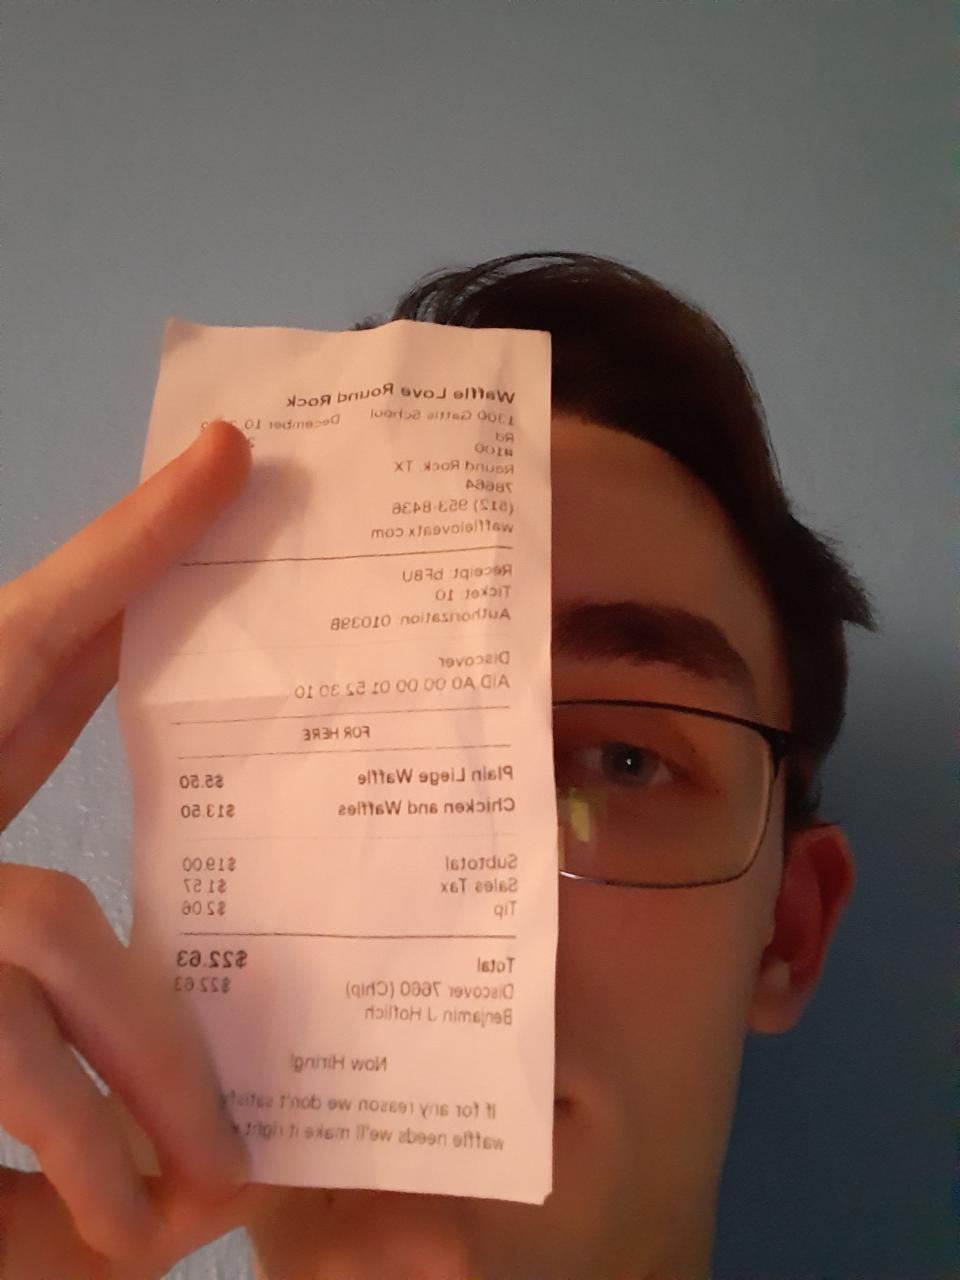 Waffle Love Round Rock
1300 Gattis School December 10,
Rd
#100
Round Rock, TX
78664
(512) 953-8436
waffleloveatx.com
Receipt: bFBU
Ticket: 10
Authorization: 01039B
Discover
AID A0 00 00 01 52 30 10
FOR HERE
Plain Liege Waffle $5.50
Chicken and Waffles $13.50
Subtotal $19.00
Sales Tax $1.57
Tip $2.06
Total $22.63
Discover 7660 (Chip) $22.63
Benjamin J Hoflich
Now Hiring!
If for any reason we don't satisfy
waffle needs we'll make it right